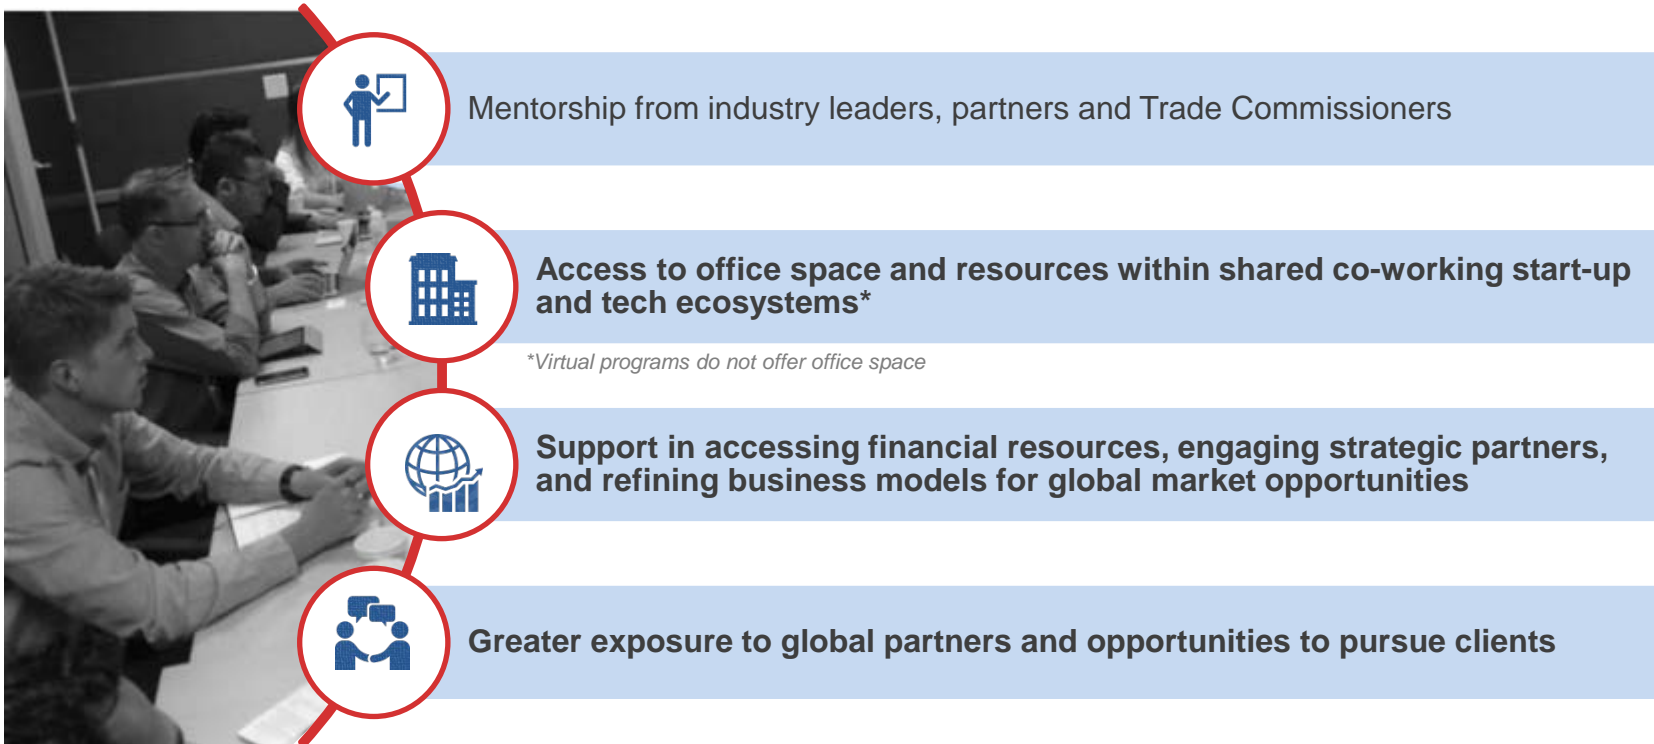 Mentorship from industry leaders, partners and Trade Commissioners
Access to office space and resources within shared co-working start-up
and tech ecosystems*
*Virtual programs do not offer office space
Support in accessing financial resources, engaging strategic partners,
and refining business models for global market opportunities
Greater exposure to global partners and opportunities to pursue clients